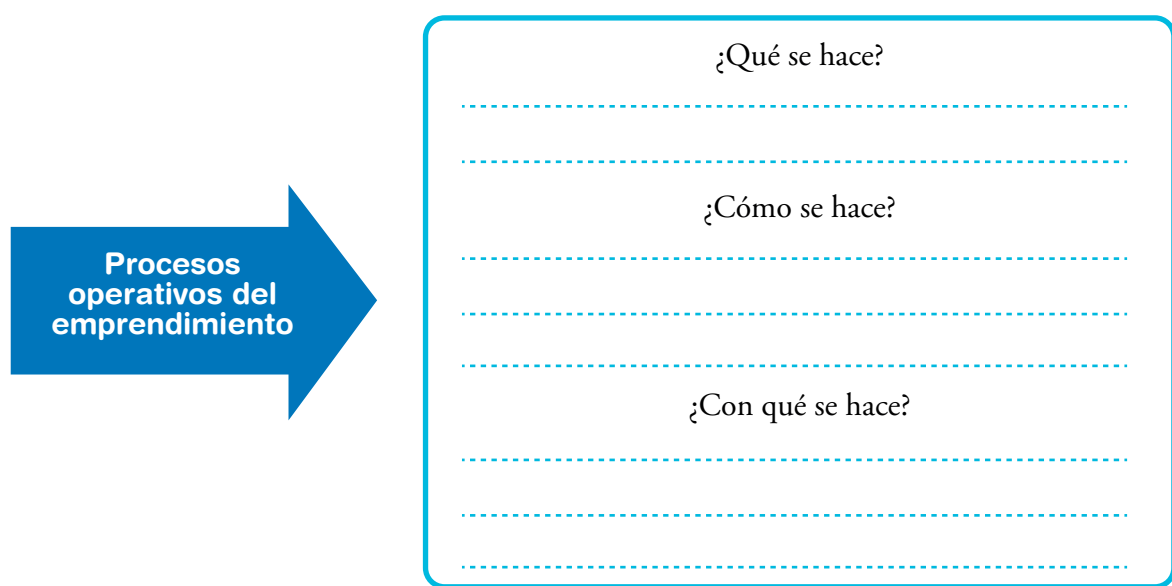 Procesos
operativos del
emprendimiento
¿Qué se hace?
¿Cómo se hace?
¿Con qué se hace?